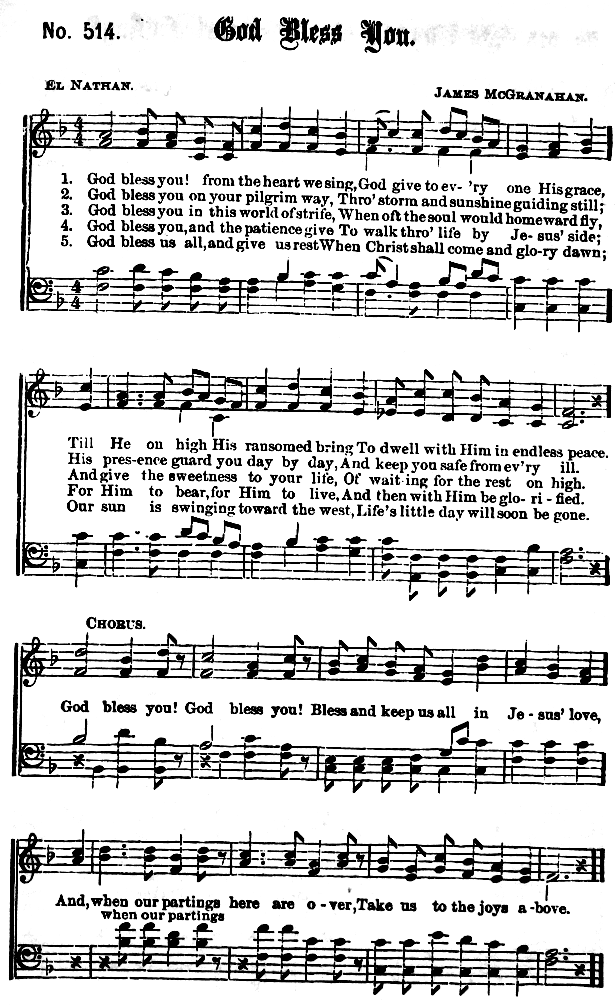 No. 514. God Bless You.
El Nathan. James McGranahan.
1. God bless you! from the heart we sing, God give to ev-'ry one His grace,
2. God bless you on your pilgrim way, Thro' storm and sunshine guiding still;
3. God bless you in this world of strife, When oft the soul would homeward fly,
4. God bless you, and the patience give To walk thro' life by Je-sus' side;
5. God bless us all, and give us rest When Christ shall come and glo-ry dawn;
Till He on high His ransomed bring To dwell with Him in endless peace.
His pres-ence guard you day by day, And keep you safe from ev'ry ill.
And give the sweetness to your life, Of wait-ing for the rest on high.
For Him to bear, for Him to live, And then with Him be glo-ri-fied.
Our sun is swinging toward the west, Life's little day will soon be gone.
Chorus.
God bless you! God bless you! Bless and keep us all in Je-sus' love,
And, when our partings here are o-ver, Take us to the joys a-bove.
when our partings